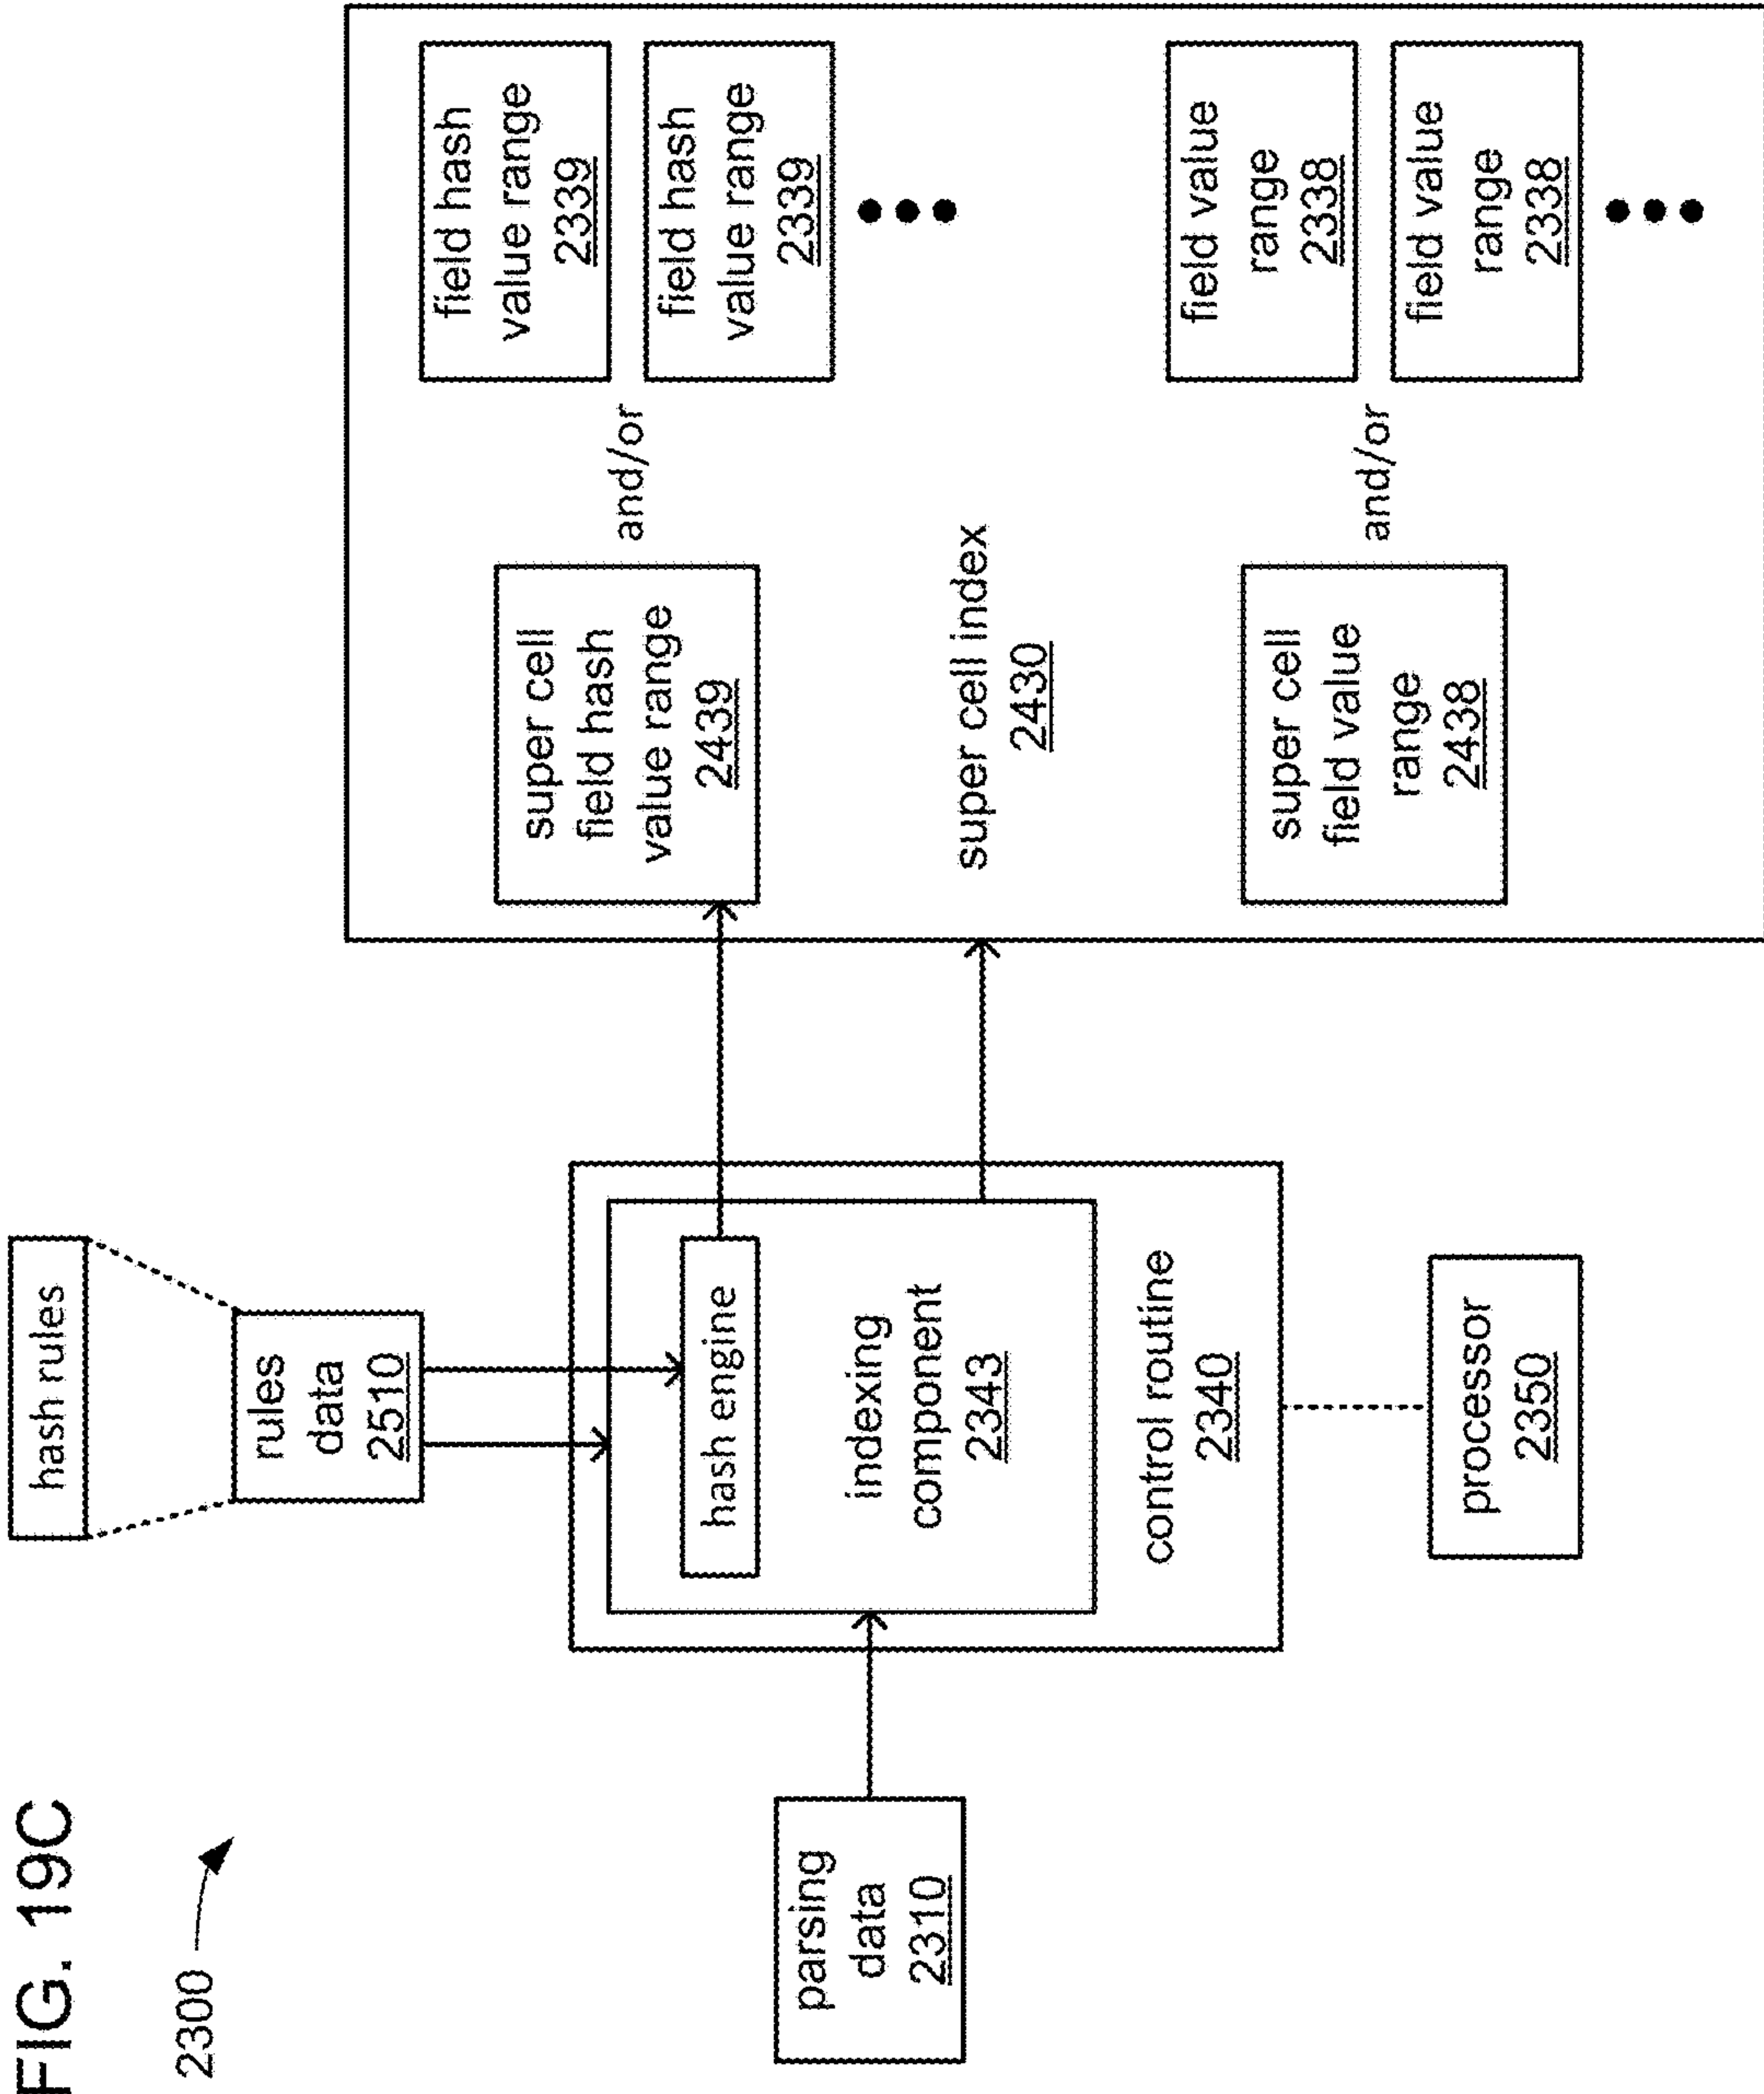 FIG. 19C
2300
hash rules
rules
data
2510
parsing
data
2310
hash engine
indexing
component
2343
control routine
2340
processor
2350
super cell
field hash
value range
2439
and/or
field hash
value range
2339
field hash
value range
2339
super cell index
2430
super cell
field value
range
2438
and/or
field value
range
2338
field value
range
2338